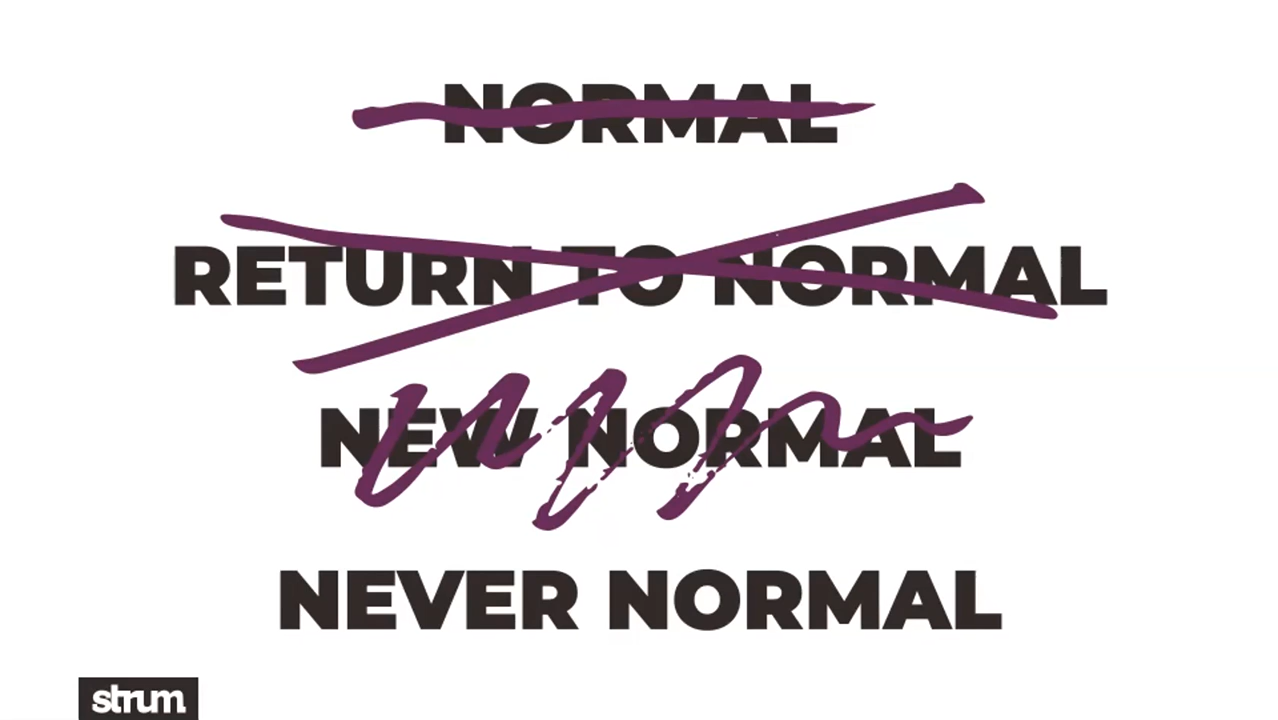 NORMAL
RETURN TO NORMAL
NEW NORMAL
NEVER NORMAL
strum